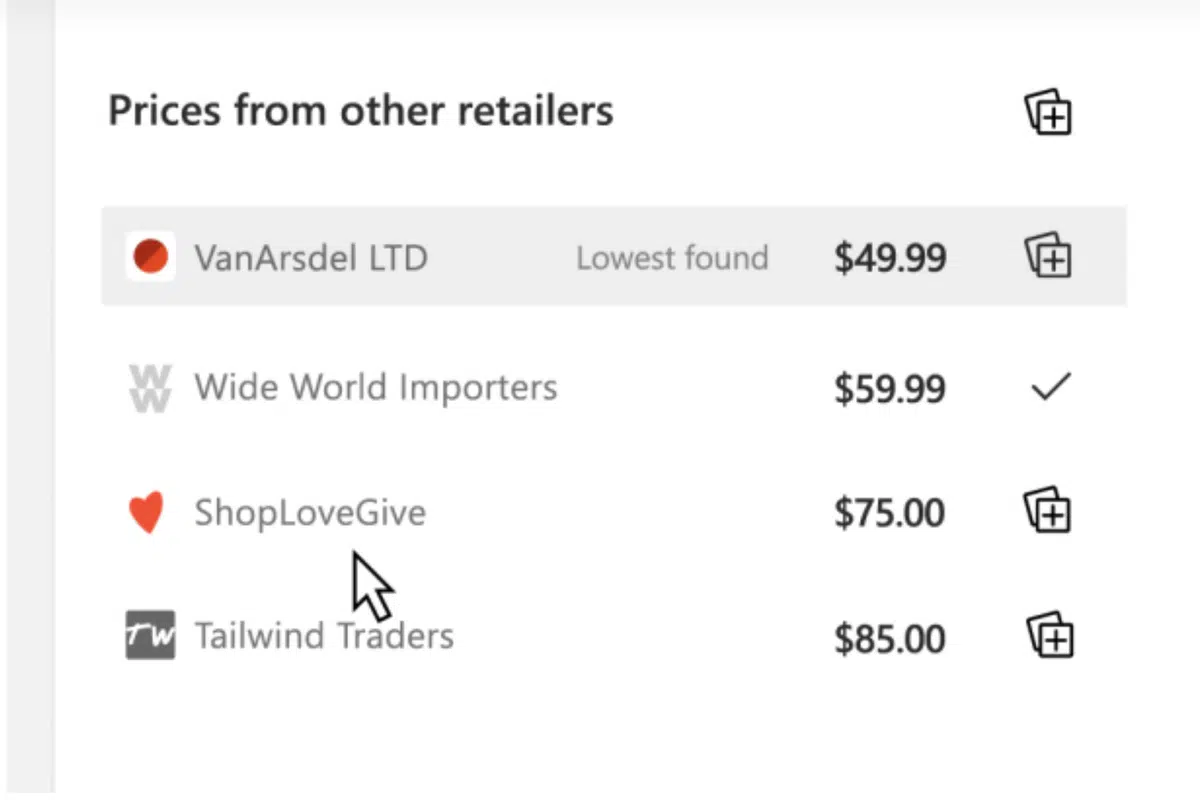 Prices from other retailers
VanArsdel LTD Lowest found $49.99
WW Wide World Importers $59.99
ShopLoveGive $75.00
TW Tailwind Traders $85.00